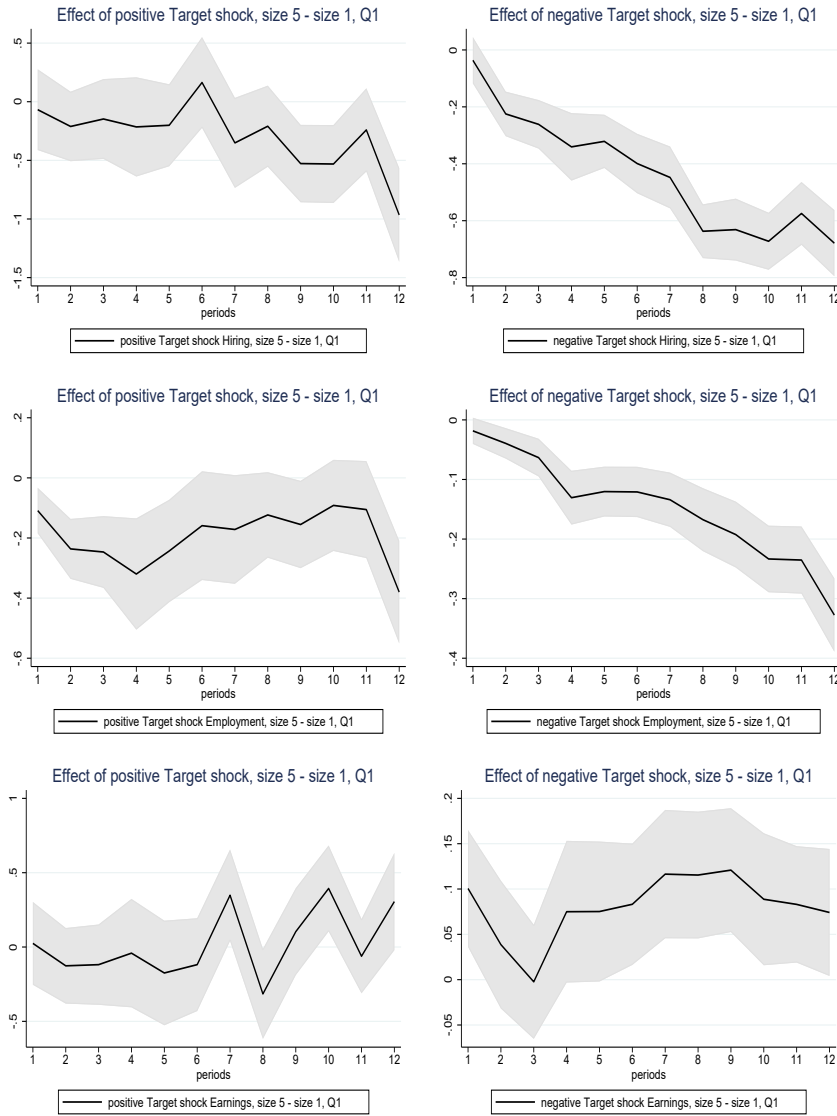 Effect of positive Target shock, size 5 - size 1, Q1
.5
0
-.5
-1
-1.5
1 2 3 4 5 6 7 8 9 10 11 12
periods
positive Target shock Hiring, size 5 - size 1, Q1
Effect of negative Target shock, size 5 - size 1, Q1
0
-.2
-.4
-.6
-.8
1 2 3 4 5 6 7 8 9 10 11 12
periods
negative Target shock Hiring, size 5 - size 1, Q1
Effect of positive Target shock, size 5 - size 1, Q1
.2
0
-.2
-.4
-.6
1 2 3 4 5 6 7 8 9 10 11 12
periods
positive Target shock Employment, size 5 - size 1, Q1
Effect of negative Target shock, size 5 - size 1, Q1
0
-.1
-.2
-.3
-.4
1 2 3 4 5 6 7 8 9 10 11 12
periods
negative Target shock Employment, size 5 - size 1, Q1
Effect of positive Target shock, size 5 - size 1, Q1
1
.5
0
-.5
1 2 3 4 5 6 7 8 9 10 11 12
periods
positive Target shock Earnings, size 5 - size 1, Q1
Effect of negative Target shock, size 5 - size 1, Q1
.2
.15
.1
.05
0
-.05
1 2 3 4 5 6 7 8 9 10 11 12
periods
negative Target shock Earnings, size 5 - size 1, Q1